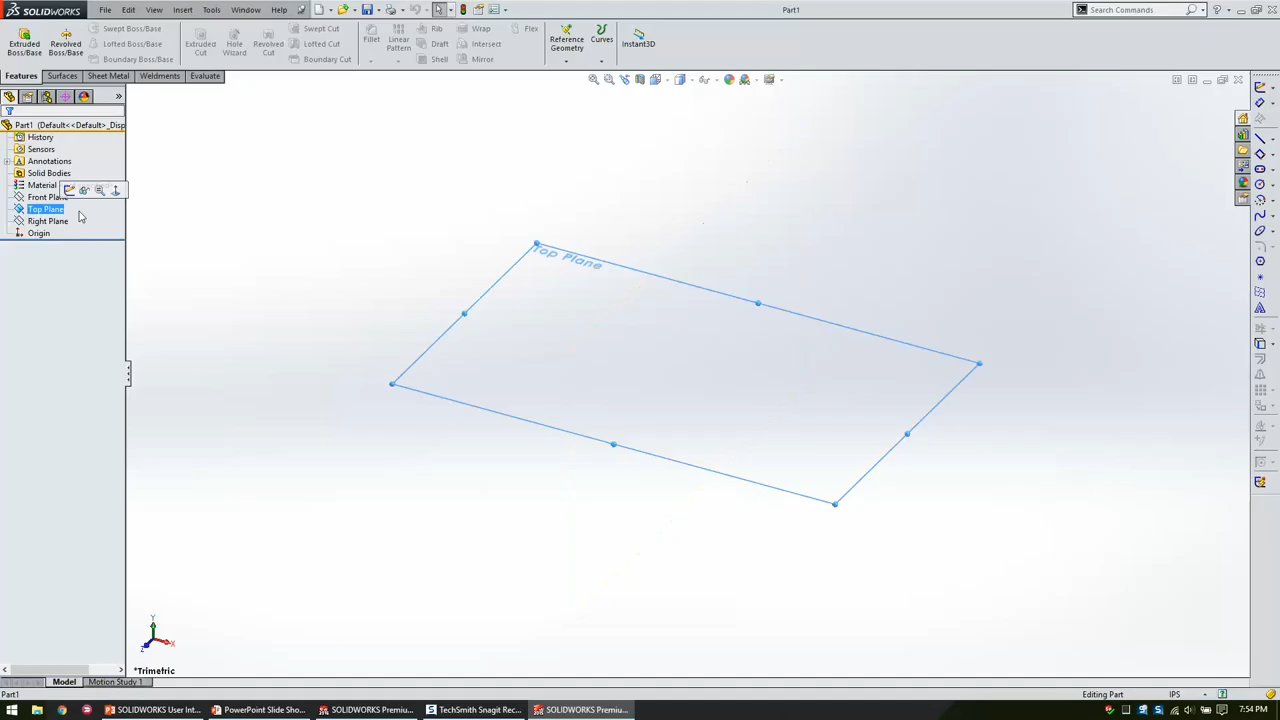 SOLIDWORKS
File
Edit
View
Insert
Tools
Window
Help
Part1
Search Commands
Extruded
Boss/Base
Revolved
Boss/Base
Swept Boss/Base
Lofted Boss/Base
Boundary Boss/Base
Extruded
Cut
Hole
Wizard
Revolved
Cut
Swept Cut
Lofted Cut
Boundary Cut
Fillet
Linear
Pattern
Rib
Draft
Shell
Wrap
Intersect
Mirror
Flex
Reference
Geometry
Curves
Instant3D
Features
Surfaces
Sheet Metal
Weldments
Evaluate
Part1 (Default<<Default>_Disp
History
Sensors
Annotations
Solid Bodies
Material
Front Plane
Top Plane
Right Plane
Origin
Top Plane
Y
X
Z
*Trimetric
Model
Motion Study 1
Part1
Editing Part
IPS
SOLIDWORKS User Int...
PowerPoint Slide Sho...
SOLIDWORKS Premiu...
TechSmith Snagit Rec...
SOLIDWORKS Premiu...
7:54 PM